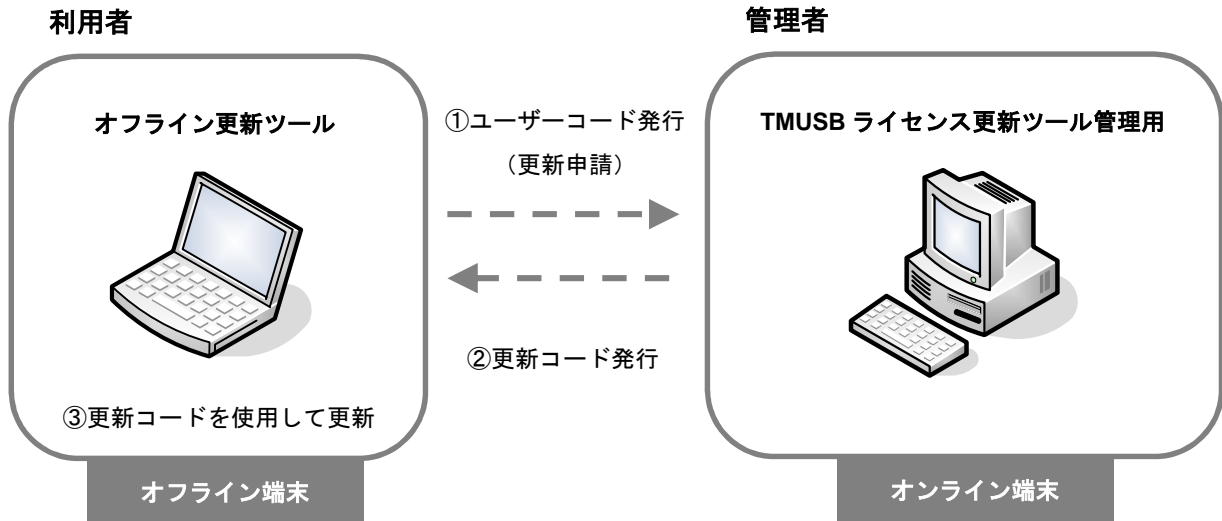 利用者
管理者
オフライン更新ツール
①ユーザーコード発行
(更新申請)
TMUSB ライセンス更新ツール管理用
②更新コード発行
③更新コードを使用して更新
オフライン端末
オンライン端末